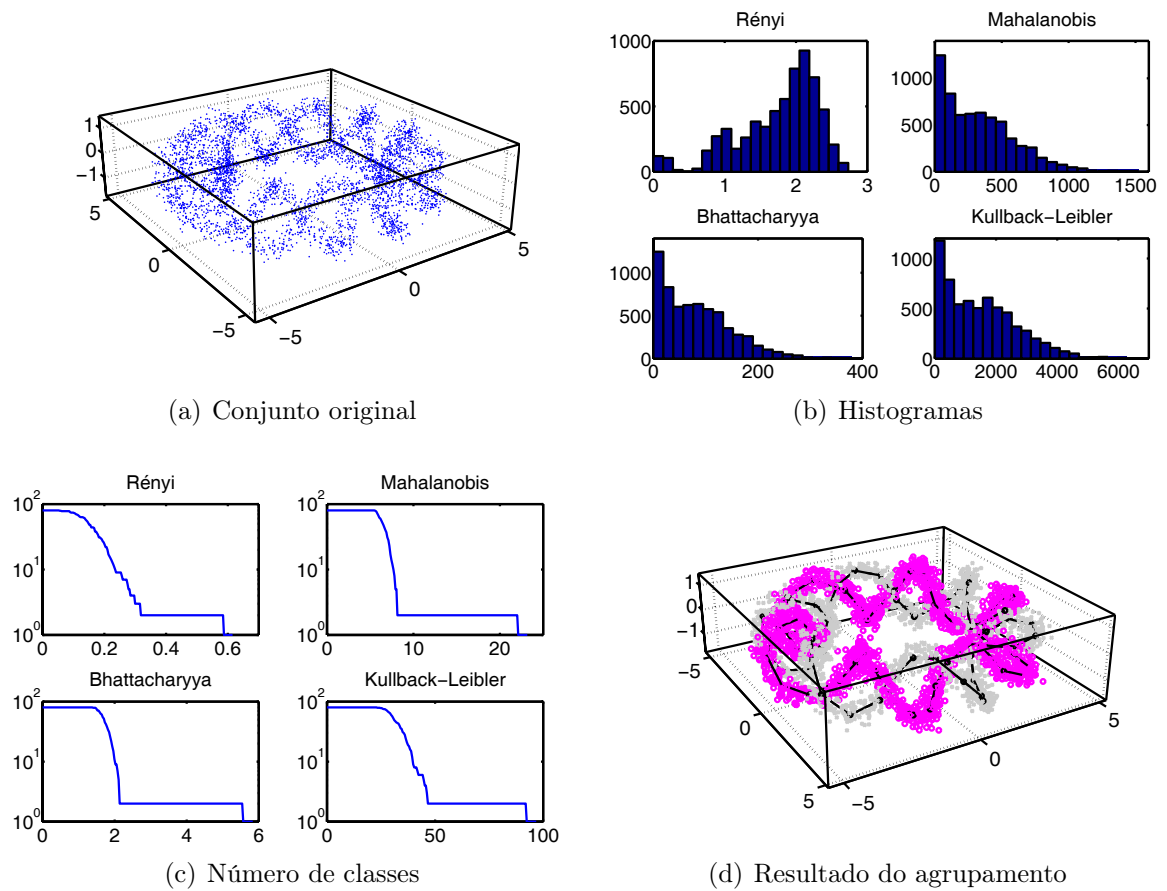 1
0
−1
5
0
−5
−5
0
5
(a) Conjunto original
Rényi
1000
500
0
0 1 2 3
Mahalanobis
1000
500
0
0 500 1000 1500
Bhattacharyya
1000
500
0
0 200 400
Kullback−Leibler
1000
500
0
0 2000 4000 6000
(b) Histogramas
Rényi
10^2
10^1
10^0
0 0.2 0.4 0.6
Mahalanobis
10^2
10^1
10^0
0 10 20
Bhattacharyya
10^2
10^1
10^0
0 2 4 6
Kullback−Leibler
10^2
10^1
10^0
0 50 100
(c) Número de classes
1
0
−1
−5
0
5
−5
0
5
(d) Resultado do agrupamento